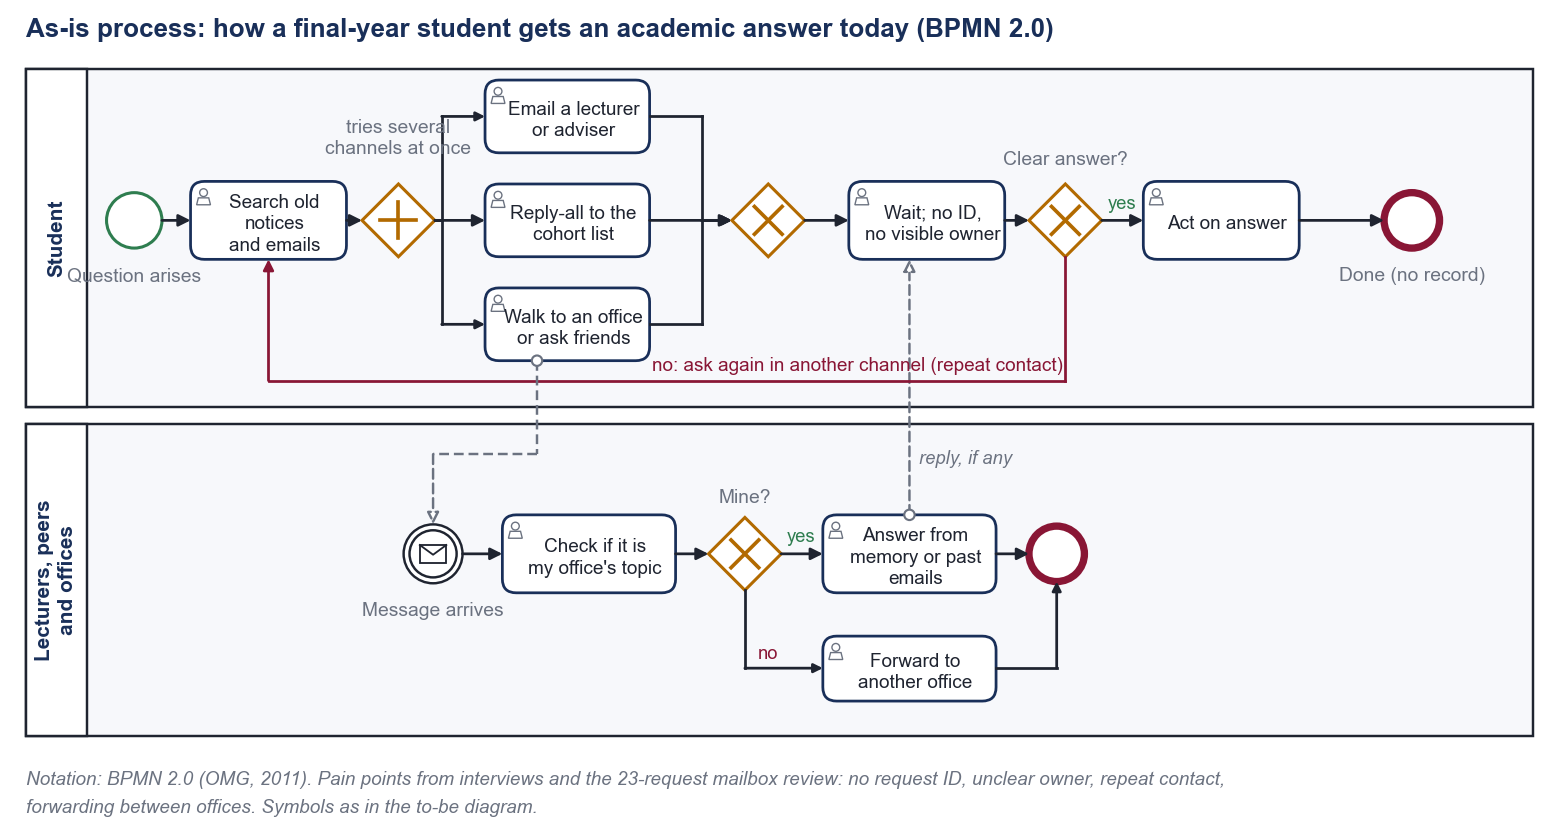 As-is process: how a final-year student gets an academic answer today (BPMN 2.0)
Student
Question arises
Search old
notices
and emails
tries several
channels at once
Email a lecturer
or adviser
Reply-all to the
cohort list
Walk to an office
or ask friends
Wait; no ID,
no visible owner
Clear answer?
yes
Act on answer
Done (no record)
no: ask again in another channel (repeat contact)
Lecturers, peers
and offices
Message arrives
Check if it is
my office's topic
Mine?
yes
Answer from
memory or past
emails
reply, if any
no
Forward to
another office
Notation: BPMN 2.0 (OMG, 2011). Pain points from interviews and the 23-request mailbox review: no request ID, unclear owner, repeat contact,
forwarding between offices. Symbols as in the to-be diagram.